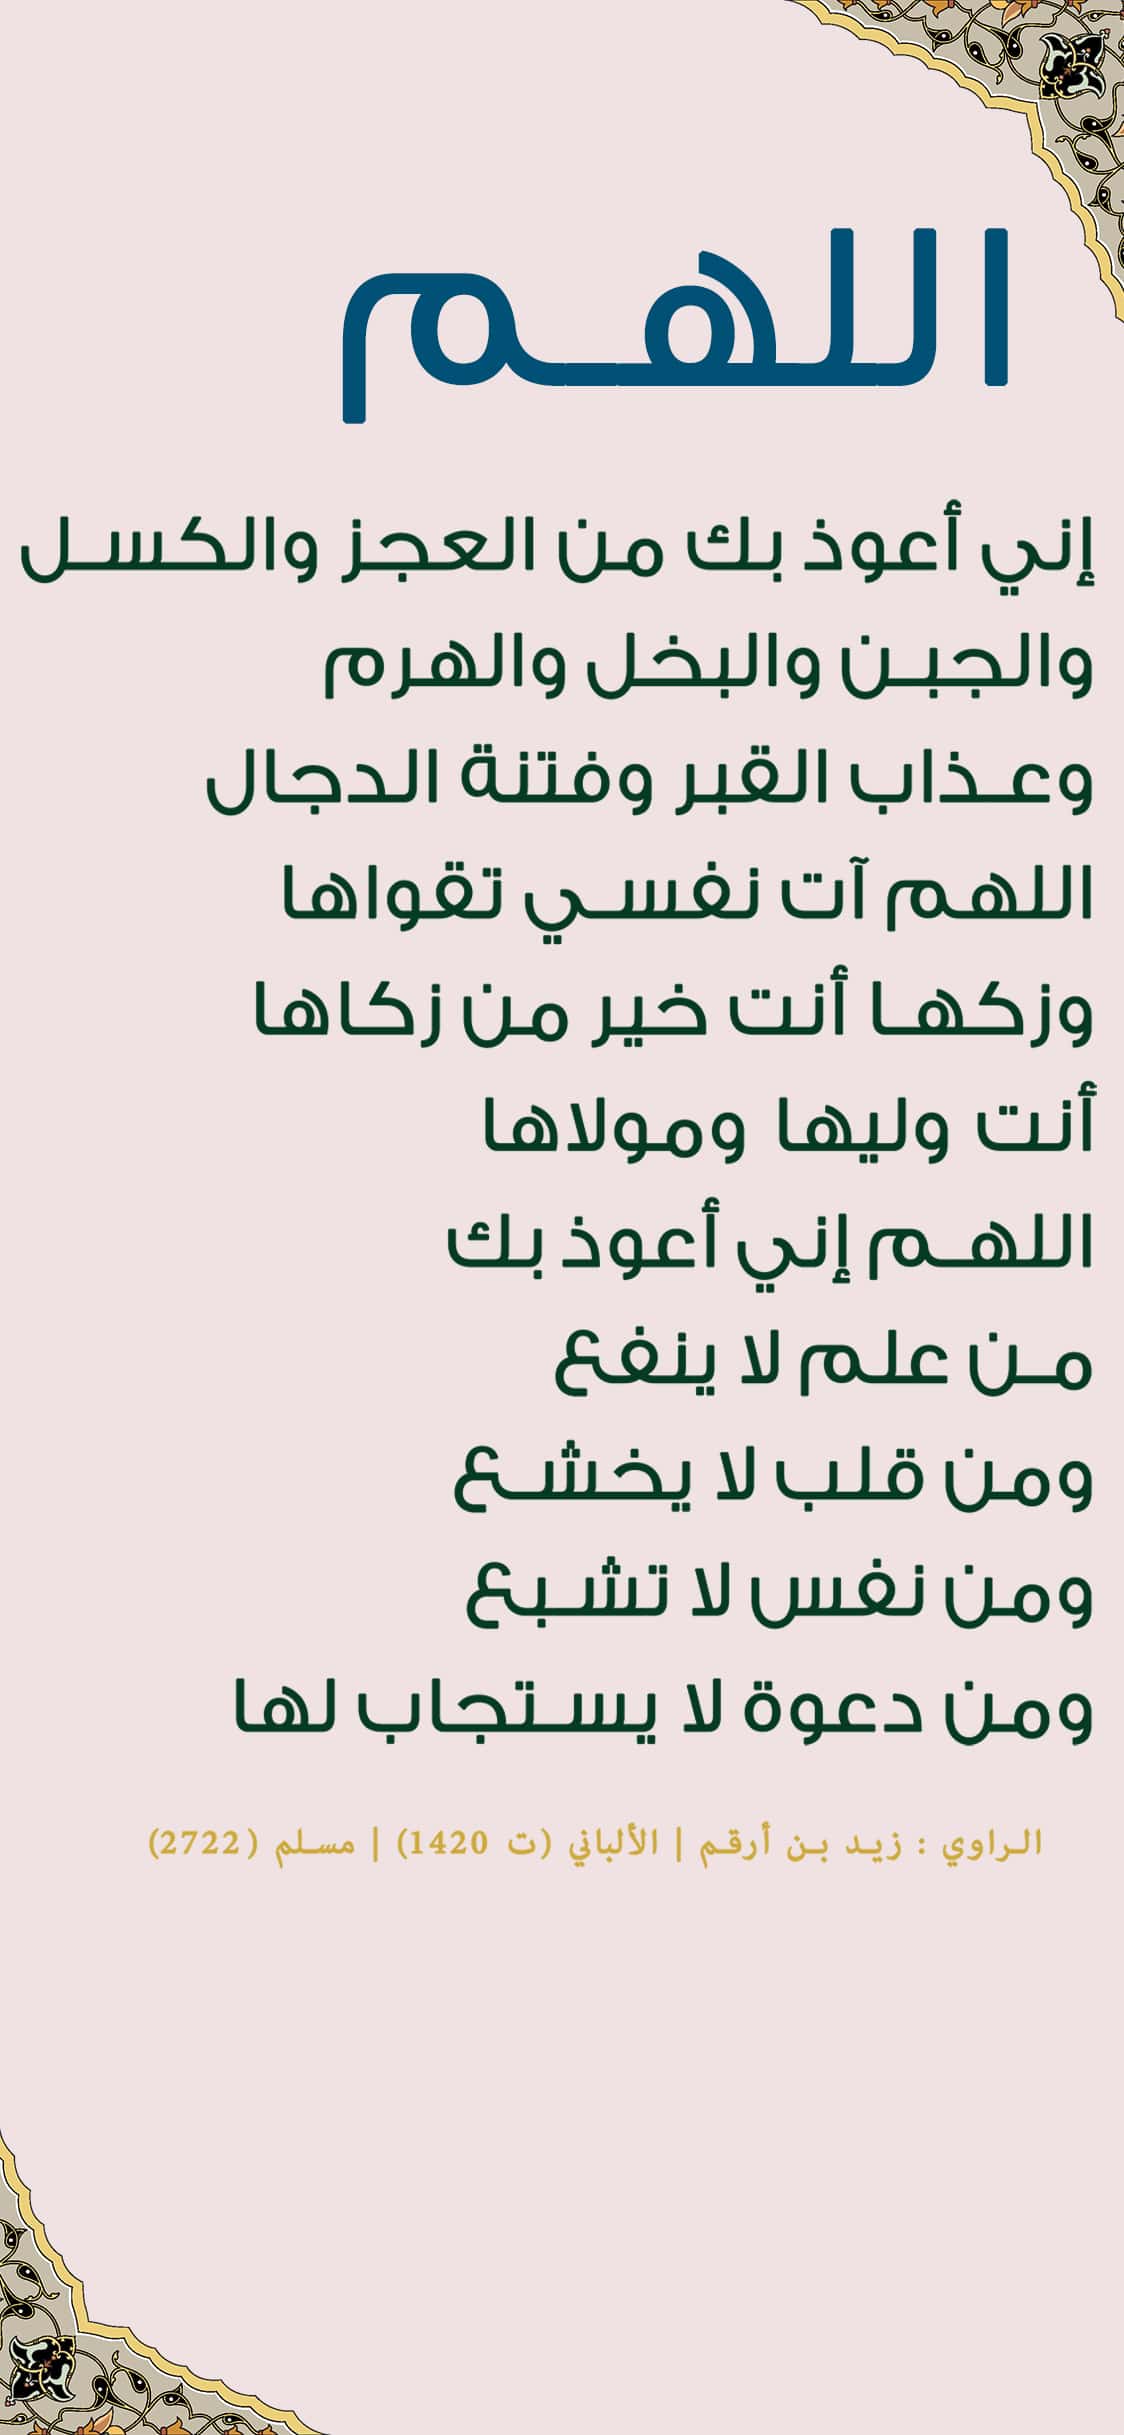 اللهم
إني أعوذ بك من العجز والكسل
والجبن والبخل والهرم
وعذاب القبر وفتنة الدجال
اللهم آت نفسي تقواها
وزكها أنت خير من زكاها
أنت وليها ومولاها
اللهم إني أعوذ بك
من علم لا ينفع
ومن قلب لا يخشع
ومن نفس لا تشبع
ومن دعوة لا يستجاب لها
الراوي : زيد بن أرقم | الألباني (ت 1420) | مسلم (2722)